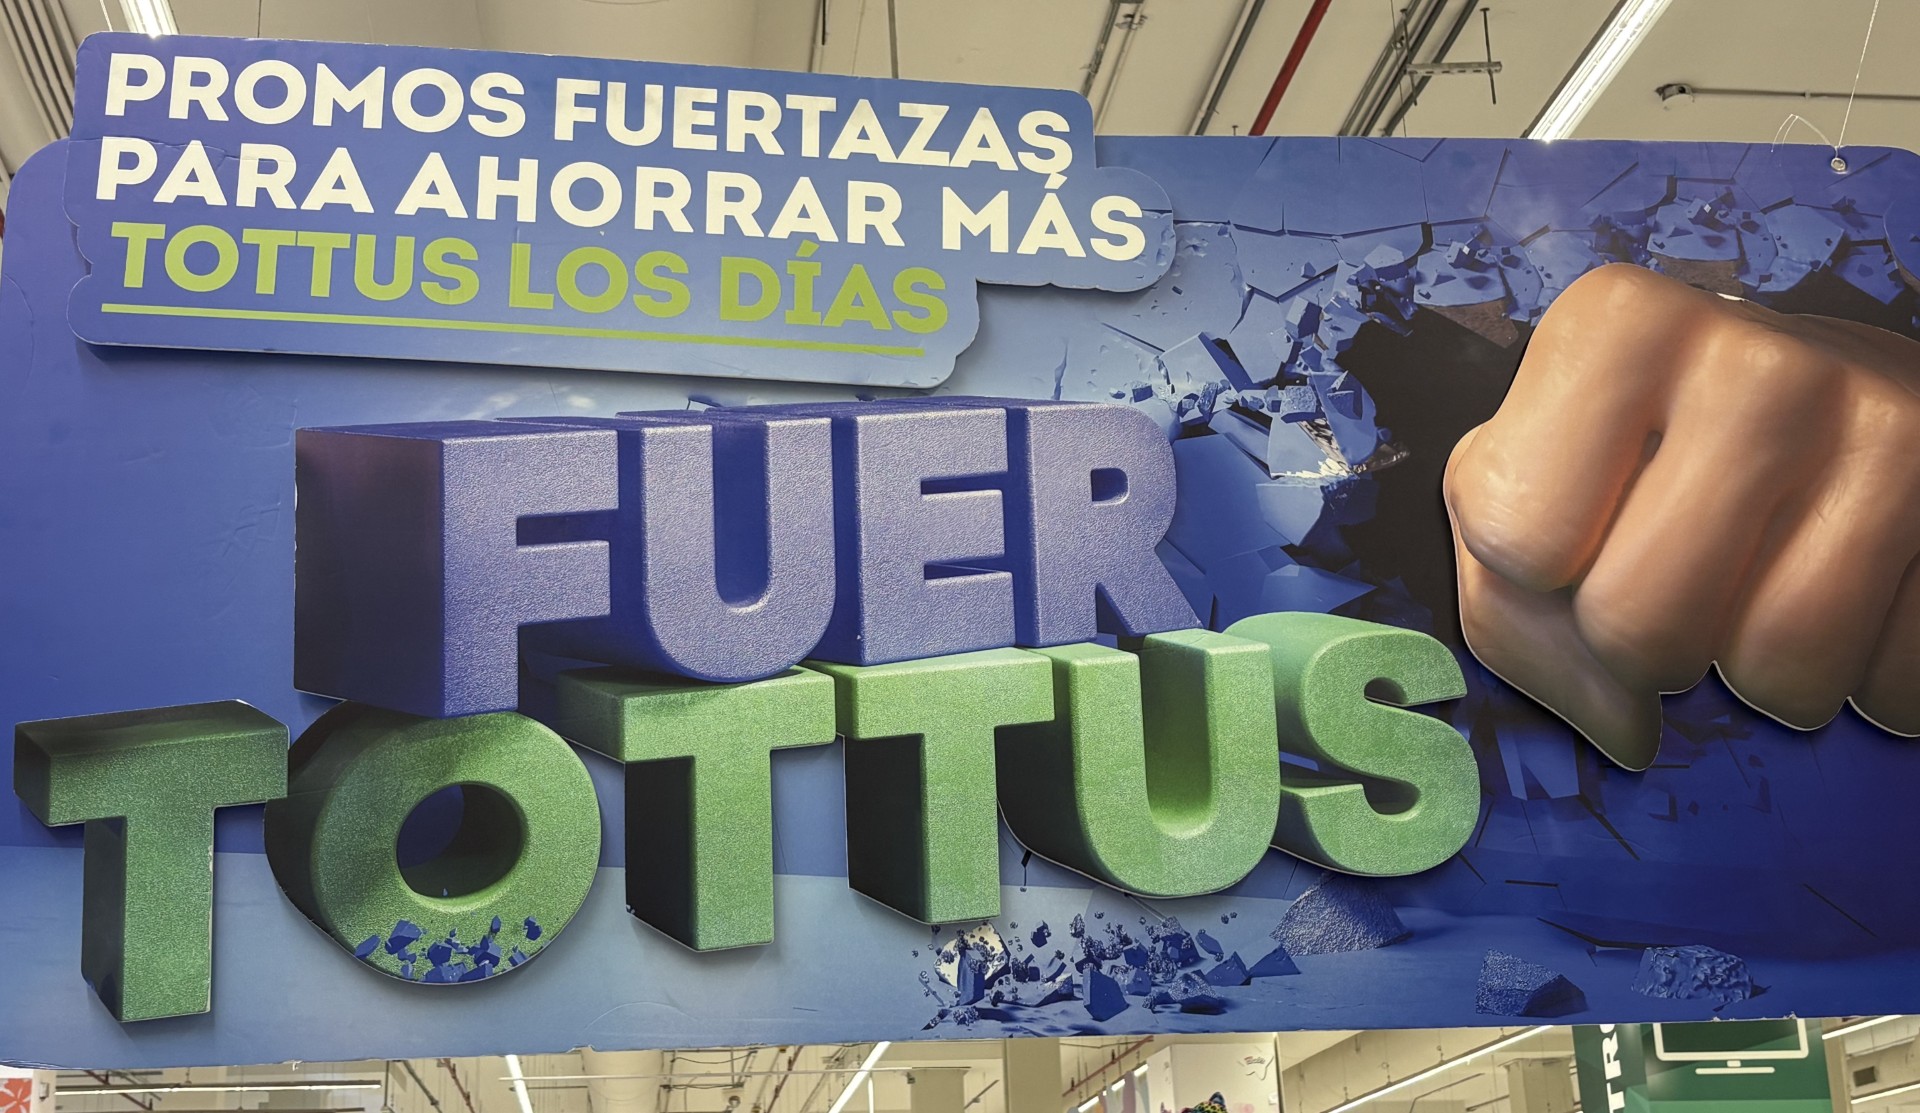 PROMOS FUERTAZAS
PARA AHORRAR MÁS
TOTTUS LOS DÍAS
FUER
TOTTUS